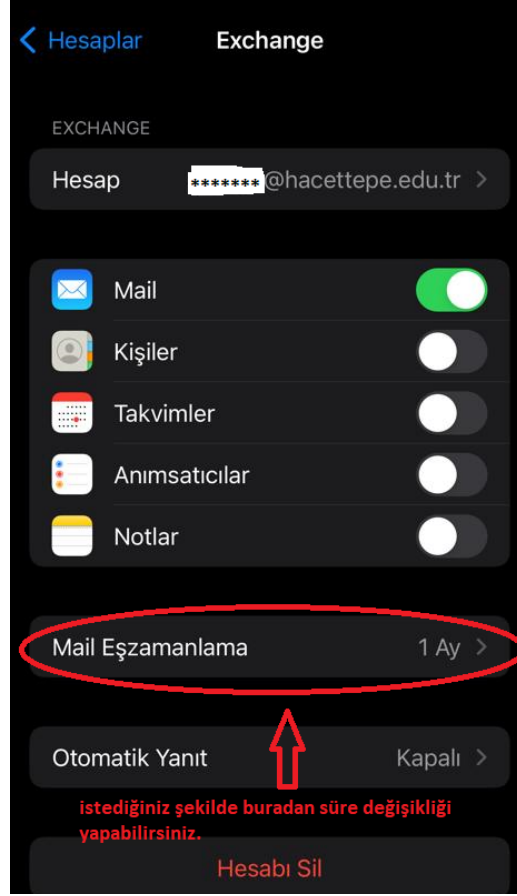 Hesaplar Exchange
EXCHANGE
Hesap *******@hacettepe.edu.tr
Mail
Kişiler
Takvimler
Anımsatıcılar
Notlar
Mail Eşzamanlama 1 Ay
Otomatik Yanıt Kapalı
istediğiniz şekilde buradan süre değişikliği
yapabilirsiniz.
Hesabı Sil